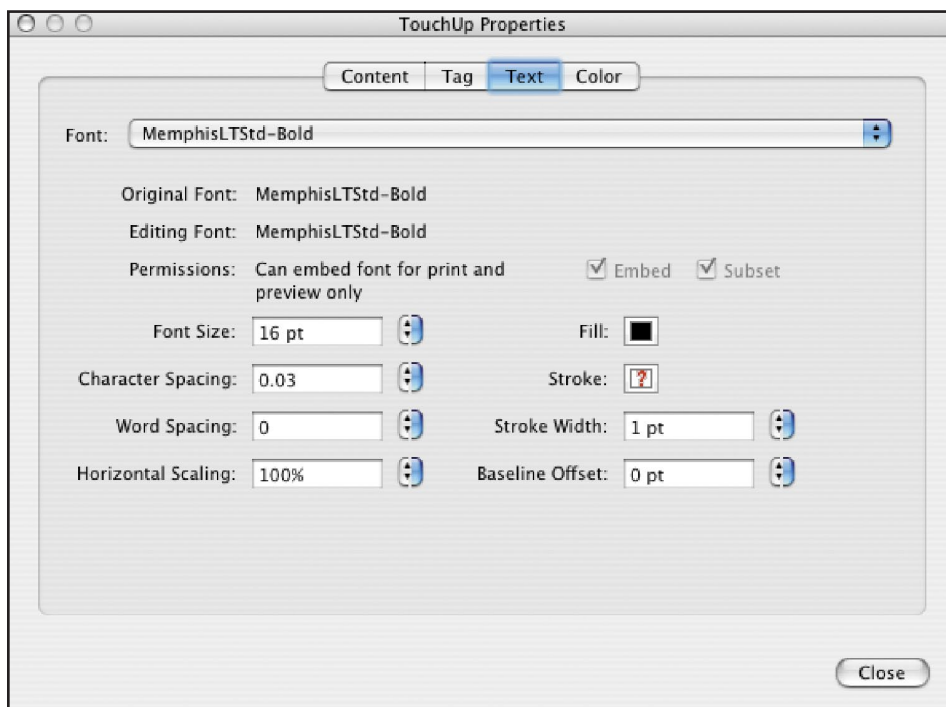 TouchUp Properties
Content Tag Text Color
Font: MemphisLTStd-Bold
Original Font: MemphisLTStd-Bold
Editing Font: MemphisLTStd-Bold
Permissions: Can embed font for print and Embed Subset
preview only
Font Size: 16 pt Fill:
Character Spacing: 0.03 Stroke: ?
Word Spacing: 0 Stroke Width: 1 pt
Horizontal Scaling: 100% Baseline Offset: 0 pt
Close